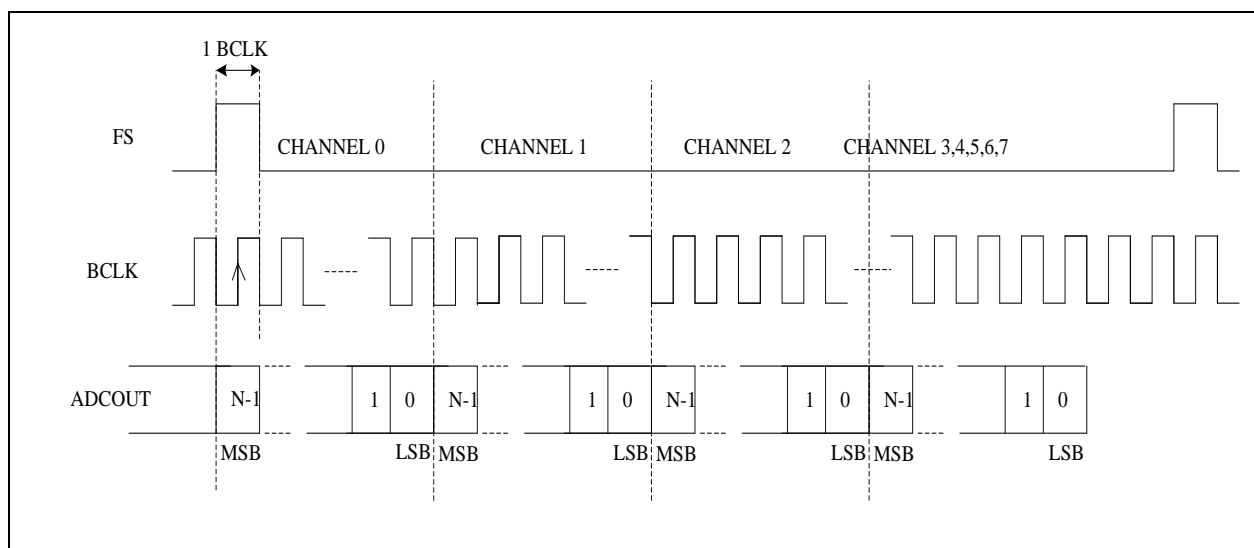 1 BCLK
FS
CHANNEL 0
CHANNEL 1
CHANNEL 2
CHANNEL 3,4,5,6,7
BCLK
ADCOUT
N-1
1
0
N-1
1
0
N-1
1
0
N-1
1
0
MSB
LSB
MSB
LSB
MSB
LSB
MSB
LSB